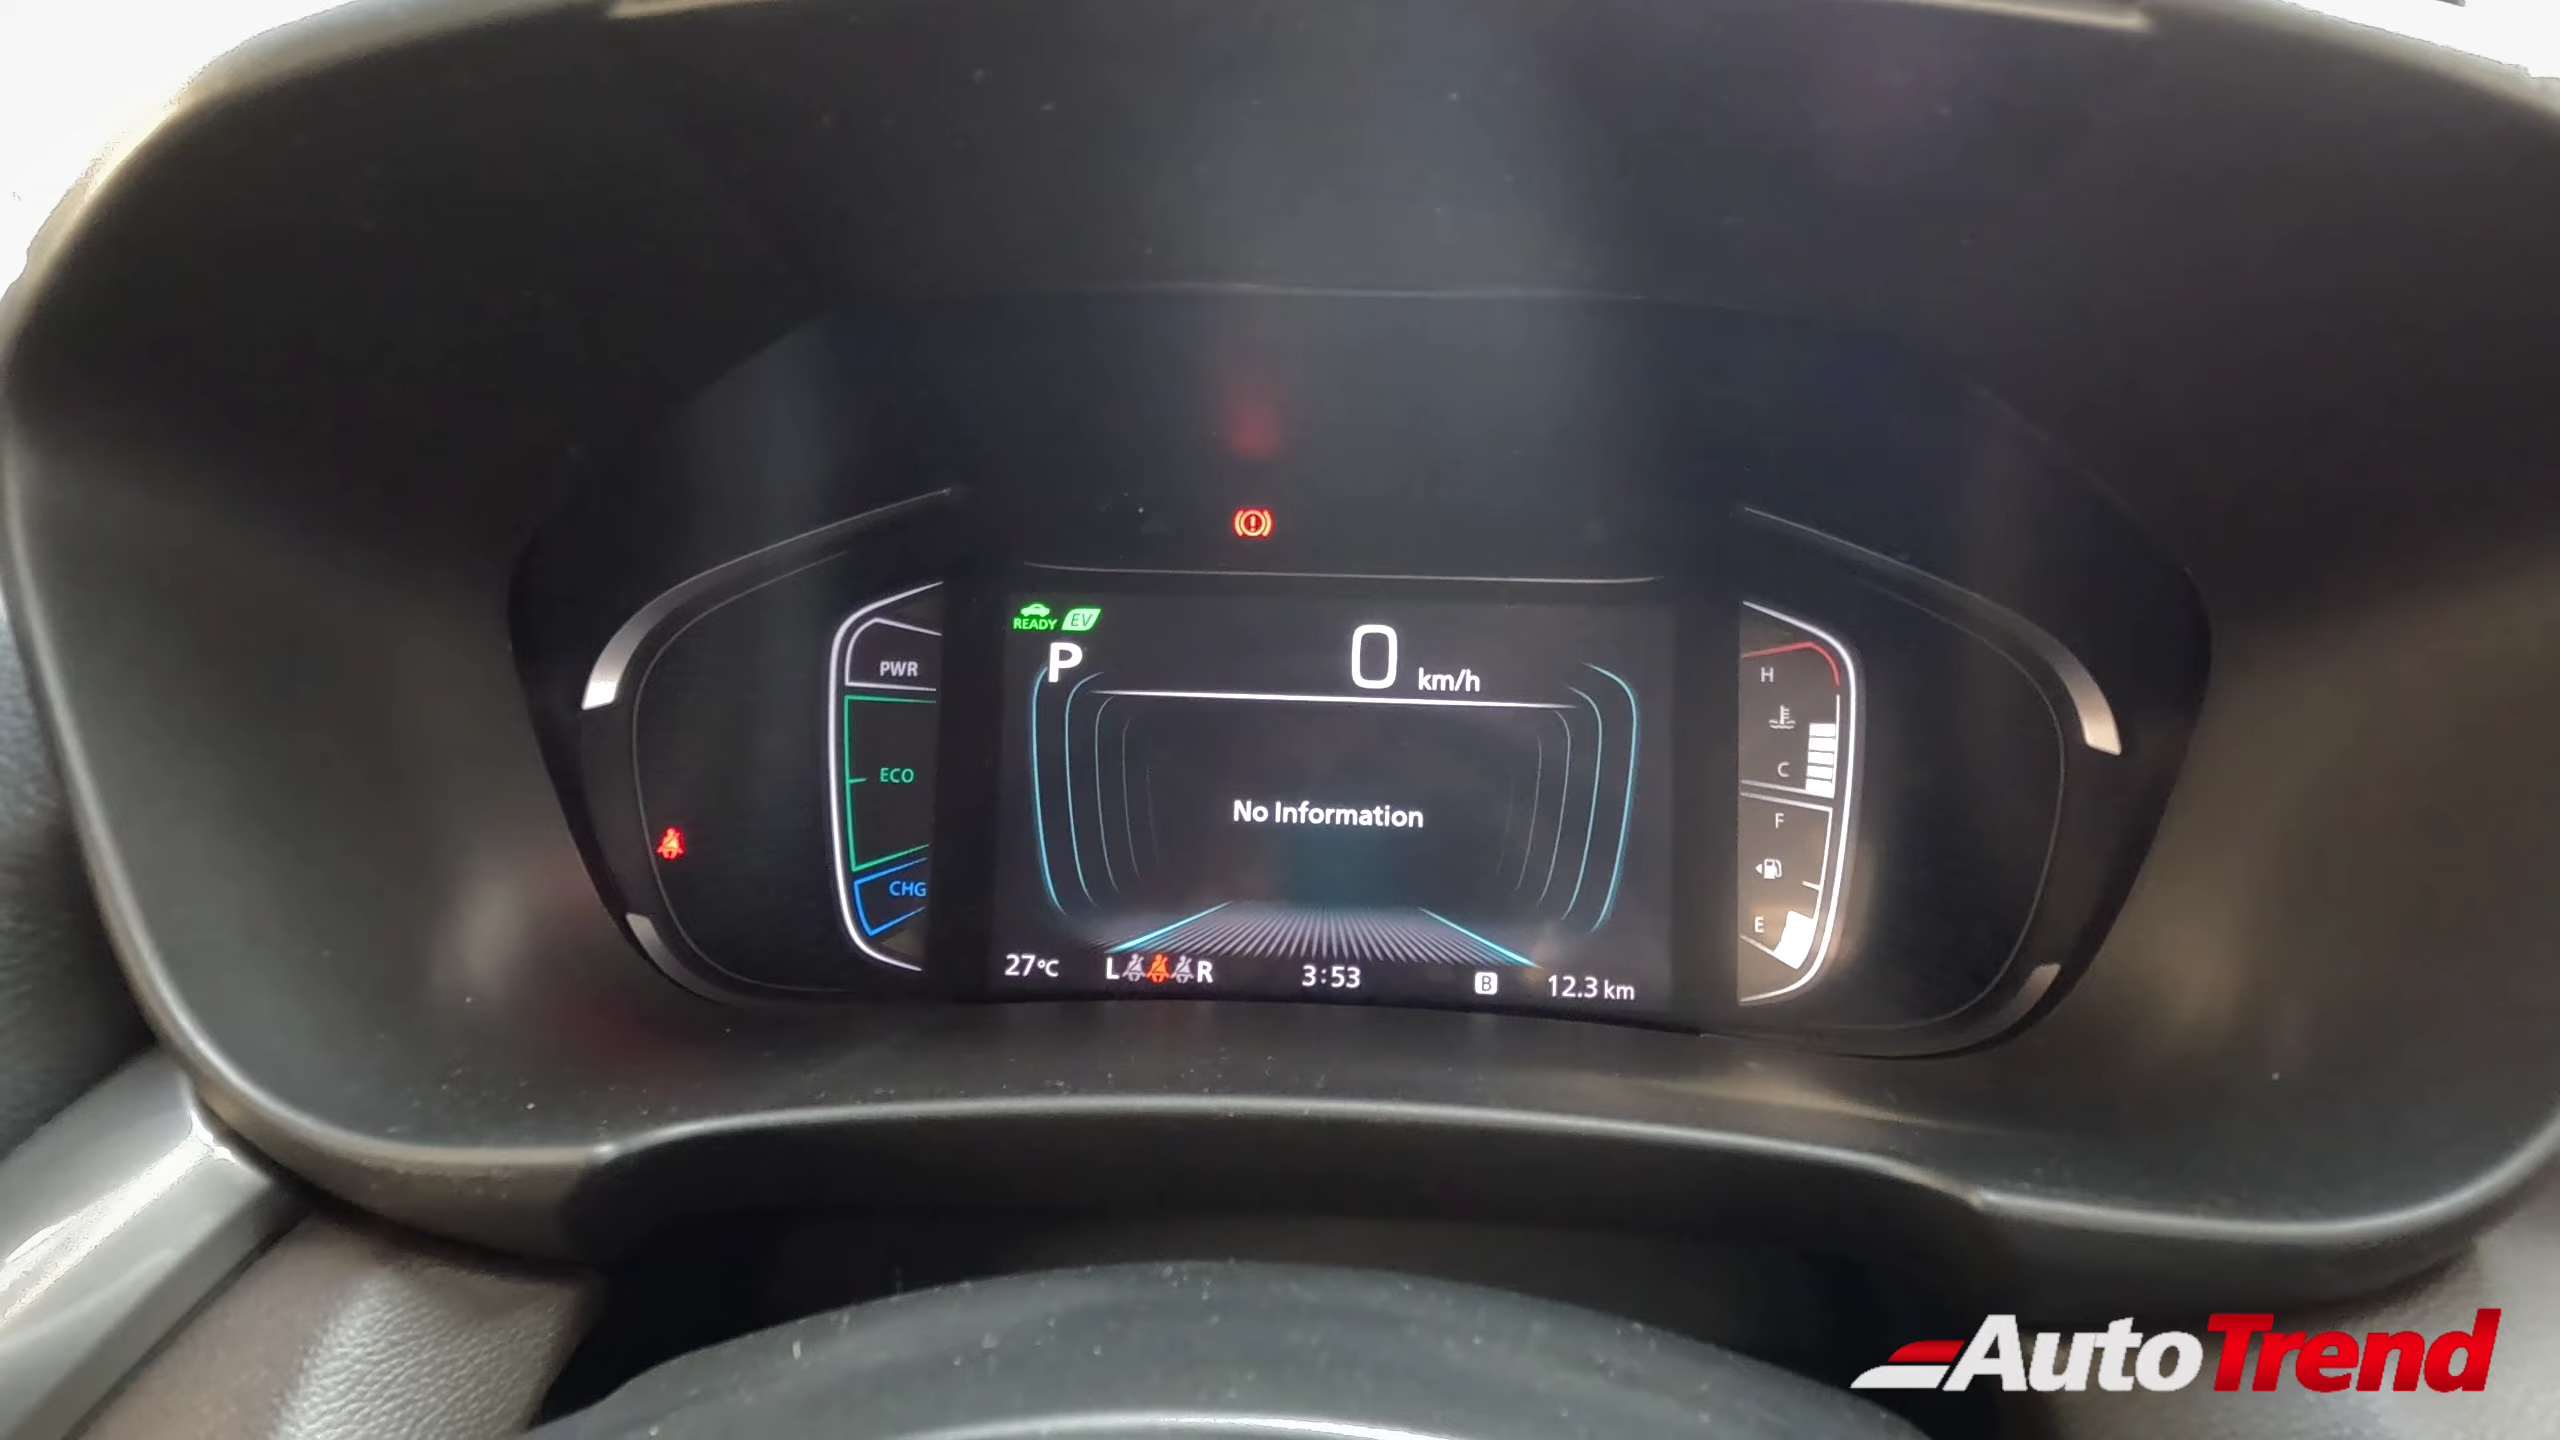 READY EV
P
0 km/h
PWR
ECO
CHG
No Information
H
C
F
E
27°C
L R
3:53
B
12.3 km
AutoTrend